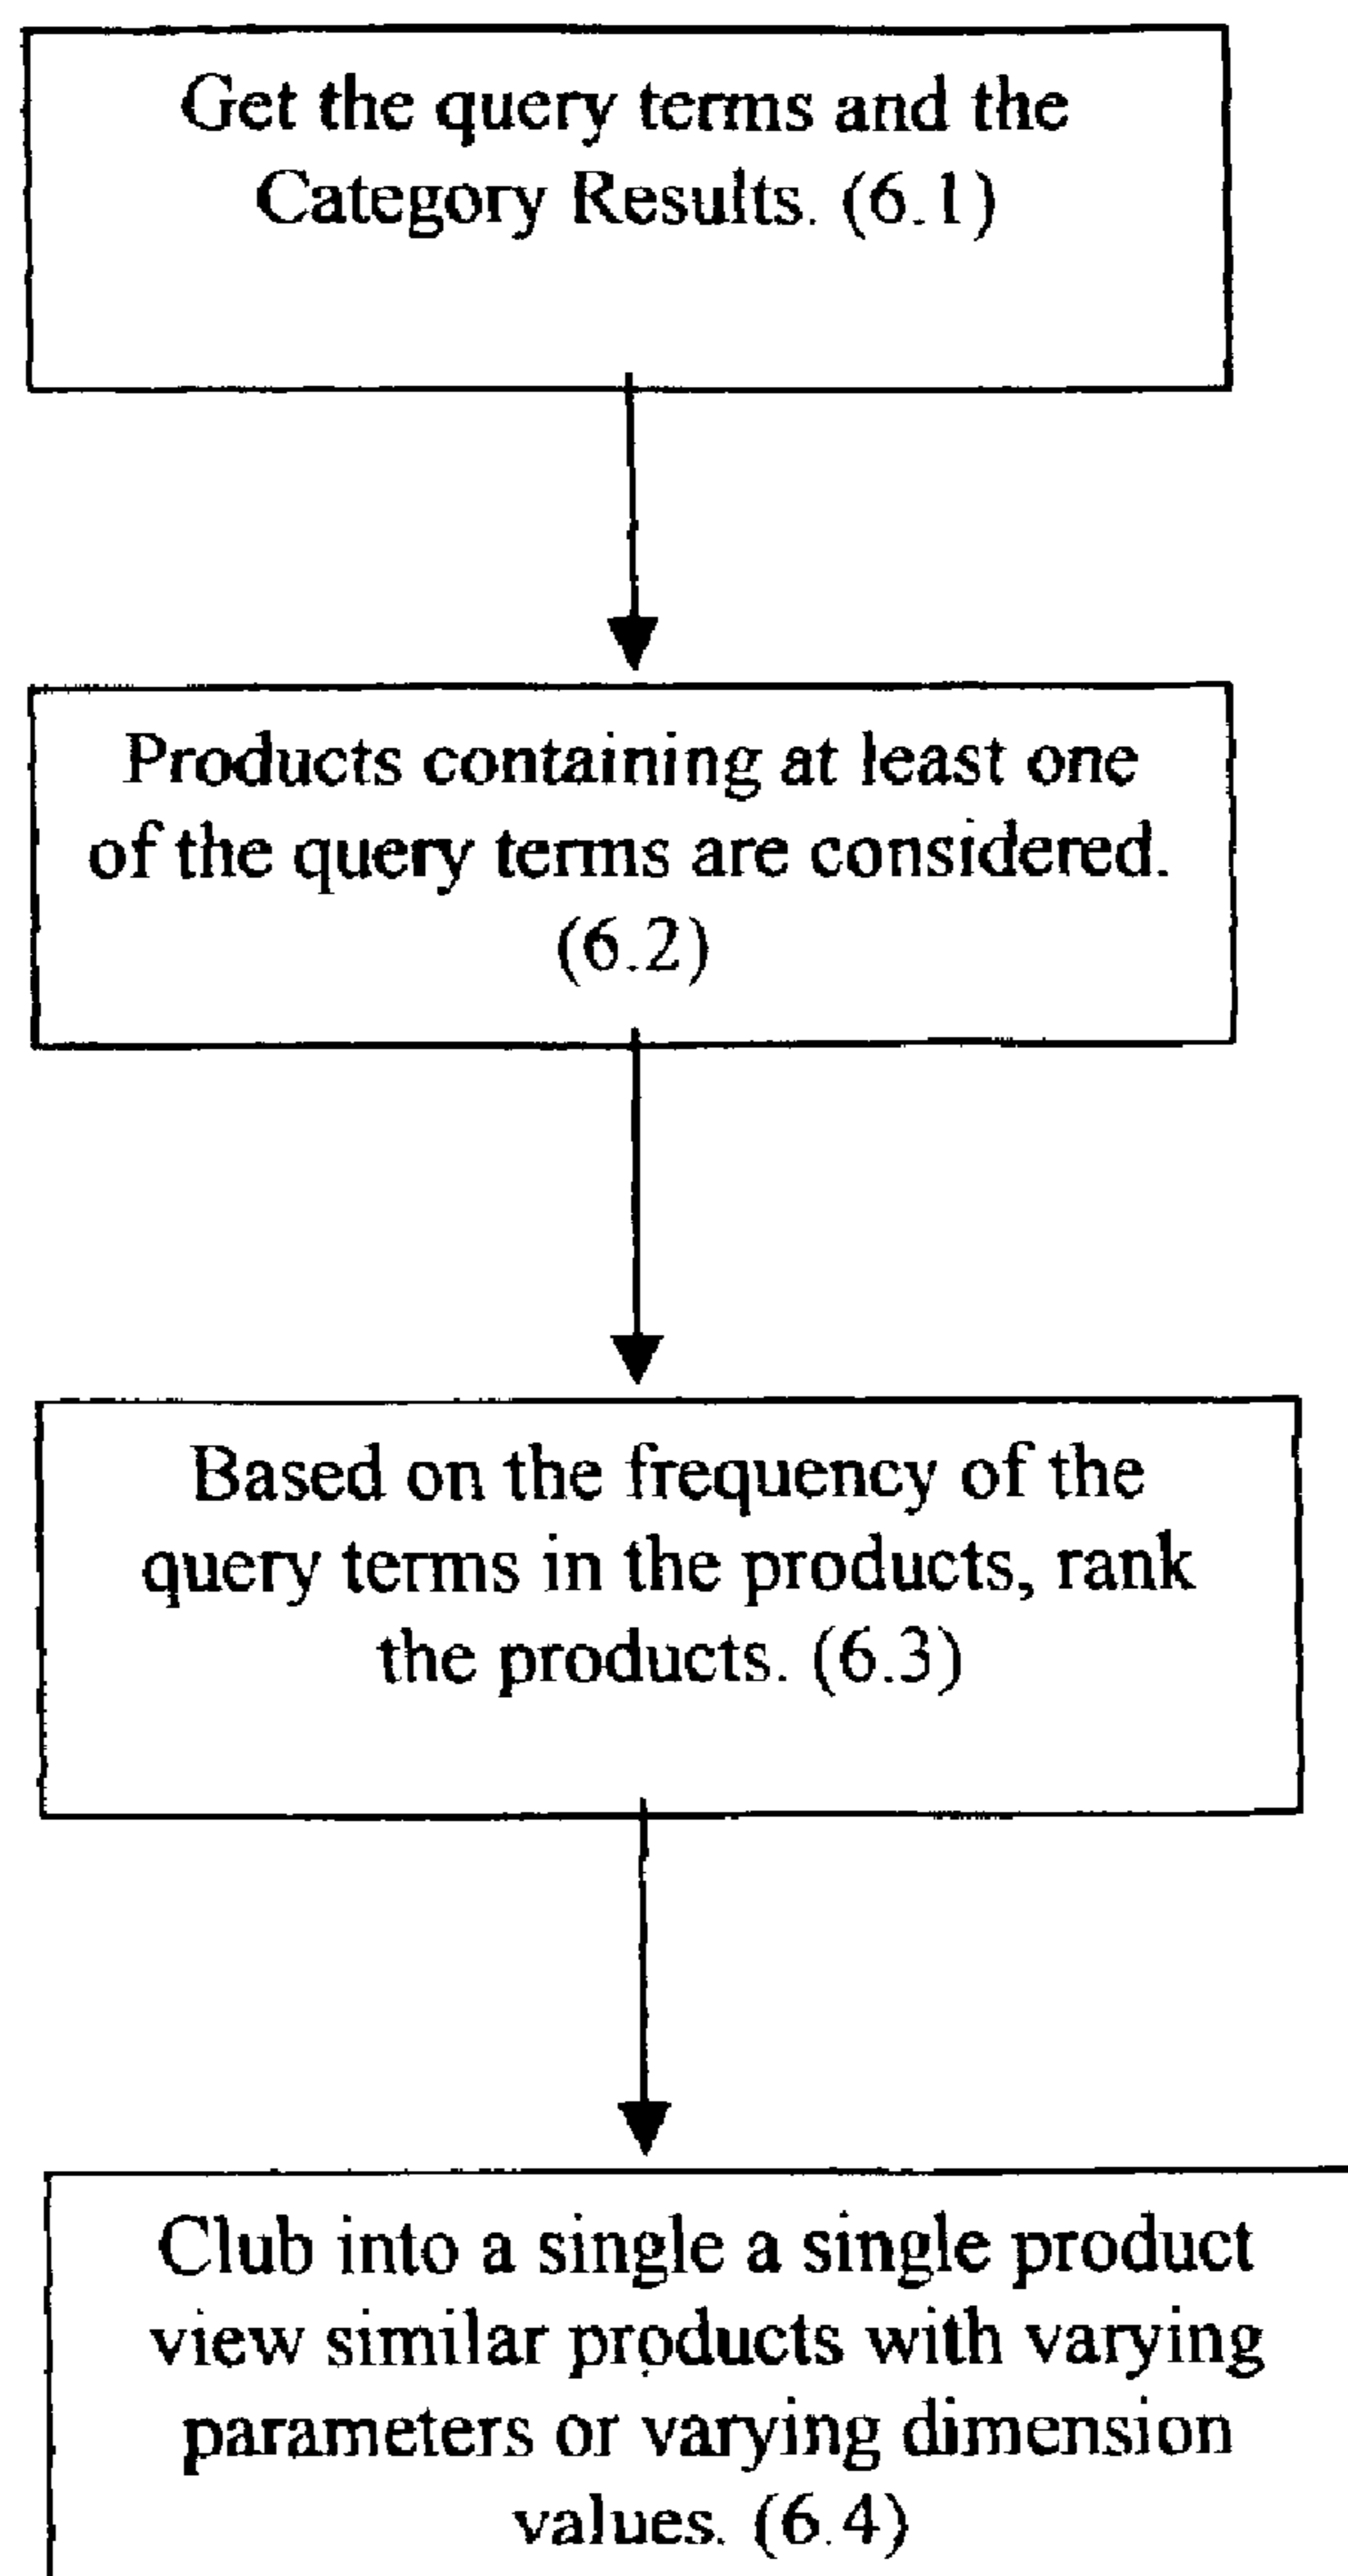 Get the query terms and the
Category Results. (6.1)
Products containing at least one
of the query terms are considered.
(6.2)
Based on the frequency of the
query terms in the products, rank
the products. (6.3)
Club into a single a single product
view similar products with varying
parameters or varying dimension
values. (6.4)